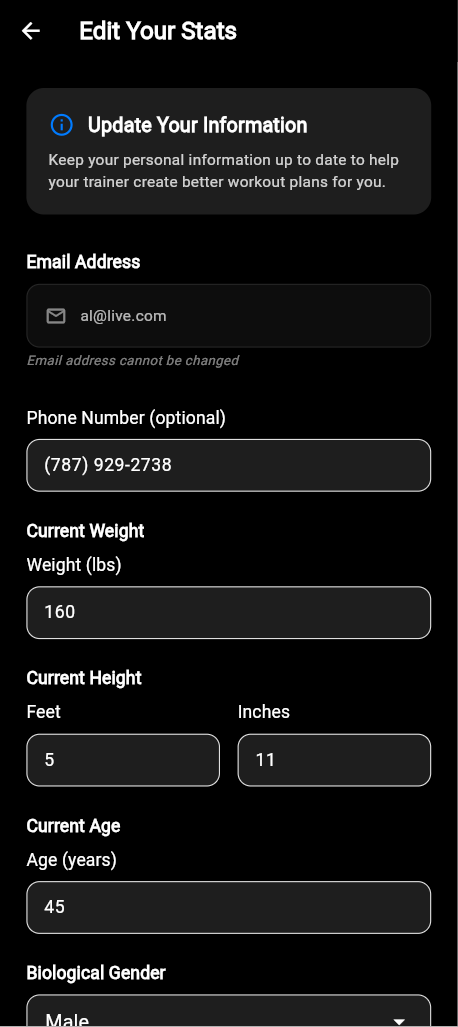 Edit Your Stats
Update Your Information
Keep your personal information up to date to help
your trainer create better workout plans for you.
Email Address
al@live.com
Email address cannot be changed
Phone Number (optional)
(787) 929-2738
Current Weight
Weight (lbs)
160
Current Height
Feet
Inches
5
11
Current Age
Age (years)
45
Biological Gender
Male